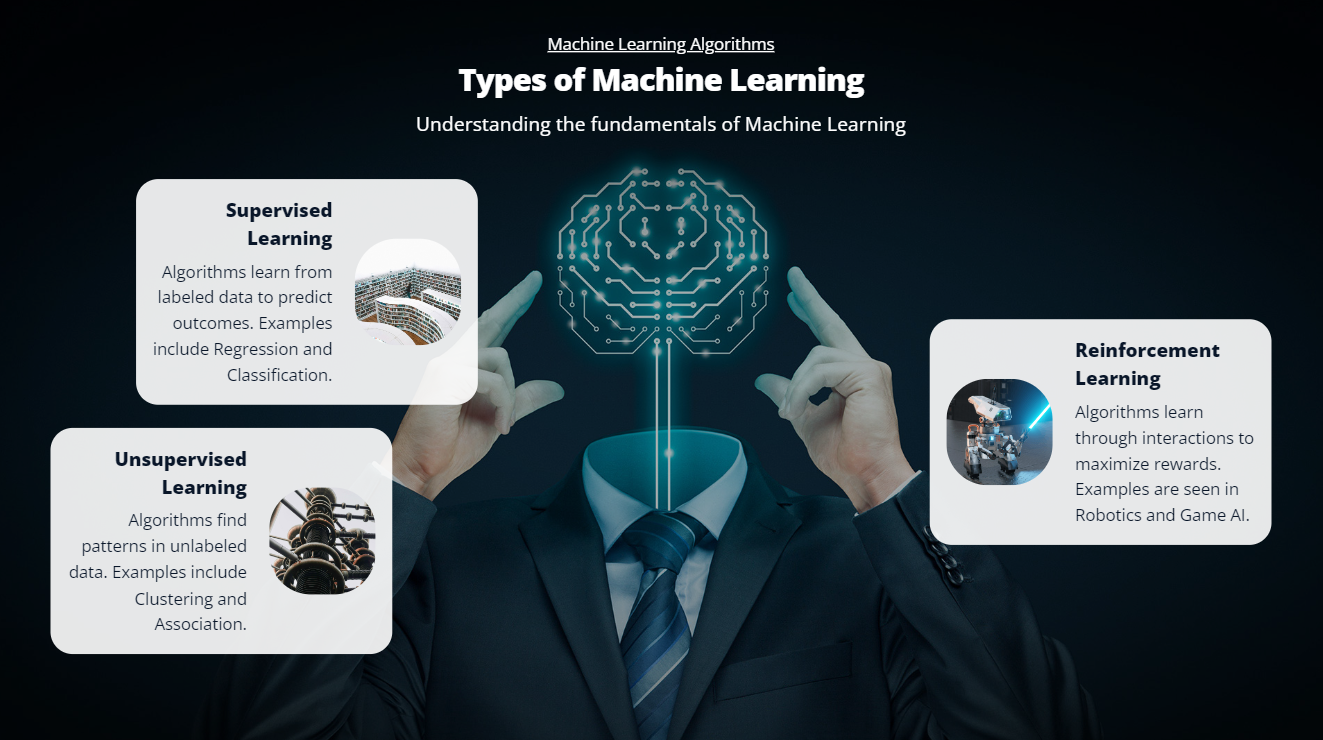 Machine Learning Algorithms
Types of Machine Learning
Understanding the fundamentals of Machine Learning
Supervised
Learning
Algorithms learn from
labeled data to predict
outcomes. Examples
include Regression and
Classification.
Unsupervised
Learning
Algorithms find
patterns in unlabeled
data. Examples include
Clustering and
Association.
Reinforcement
Learning
Algorithms learn
through interactions to
maximize rewards.
Examples are seen in
Robotics and Game AI.